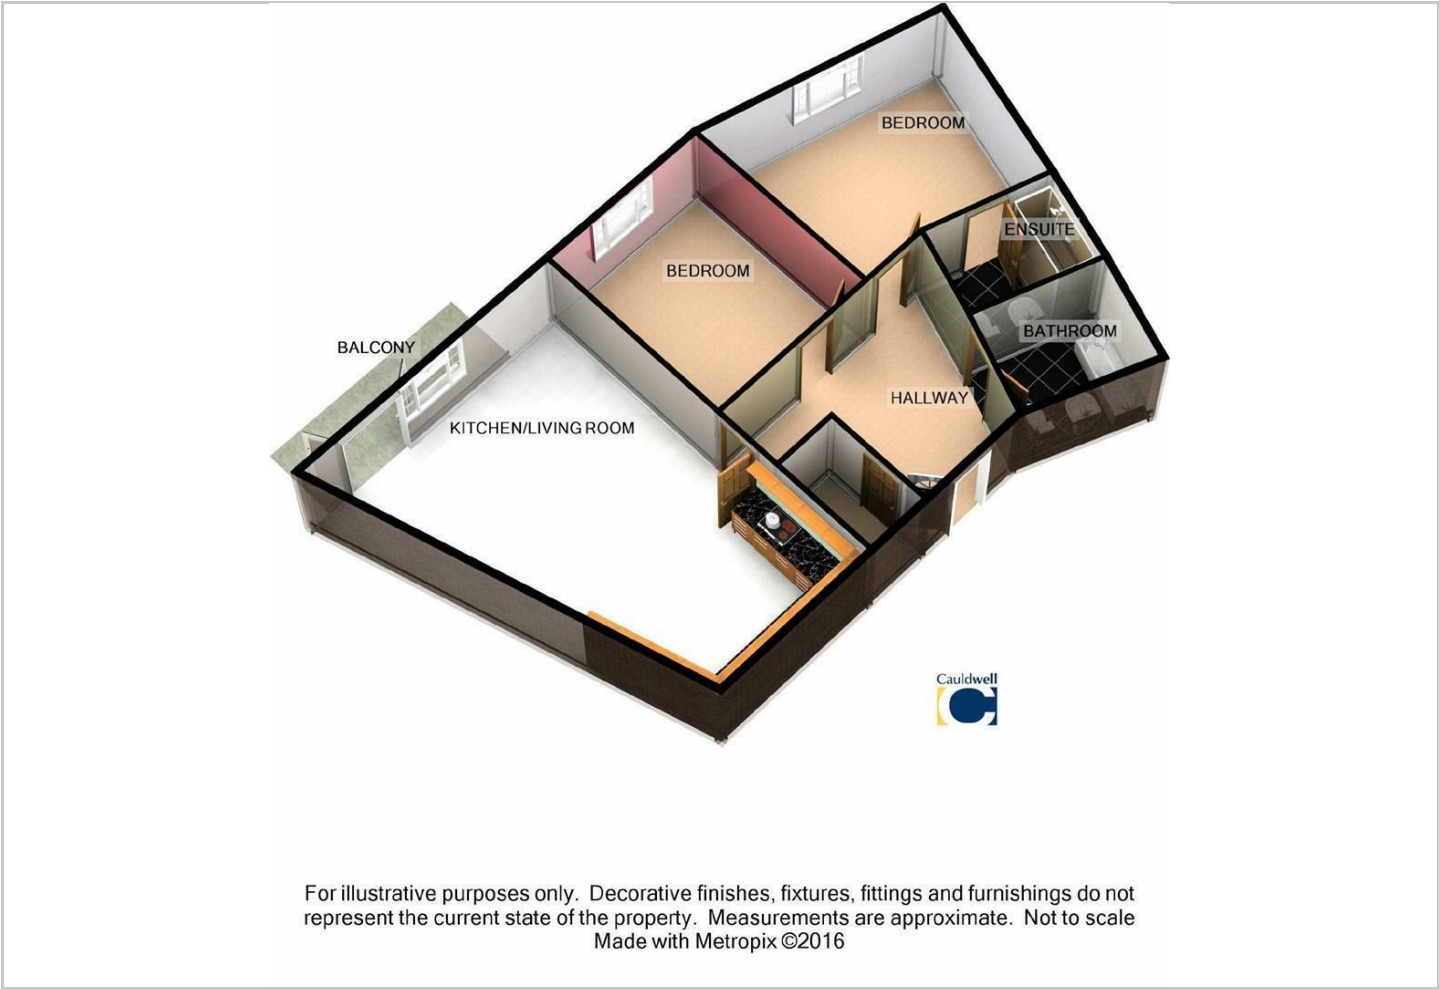 BEDROOM
ENSUITE
BEDROOM
BATHROOM
BALCONY
HALLWAY
KITCHEN/LIVING ROOM
Cauldwell
C
For illustrative purposes only.  Decorative finishes, fixtures, fittings and furnishings do not
represent the current state of the property.  Measurements are approximate.  Not to scale
Made with Metropix ©2016